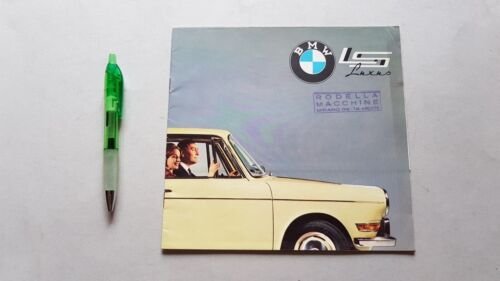 BMW
LS
Luxus
RODELLA
MACCHINE